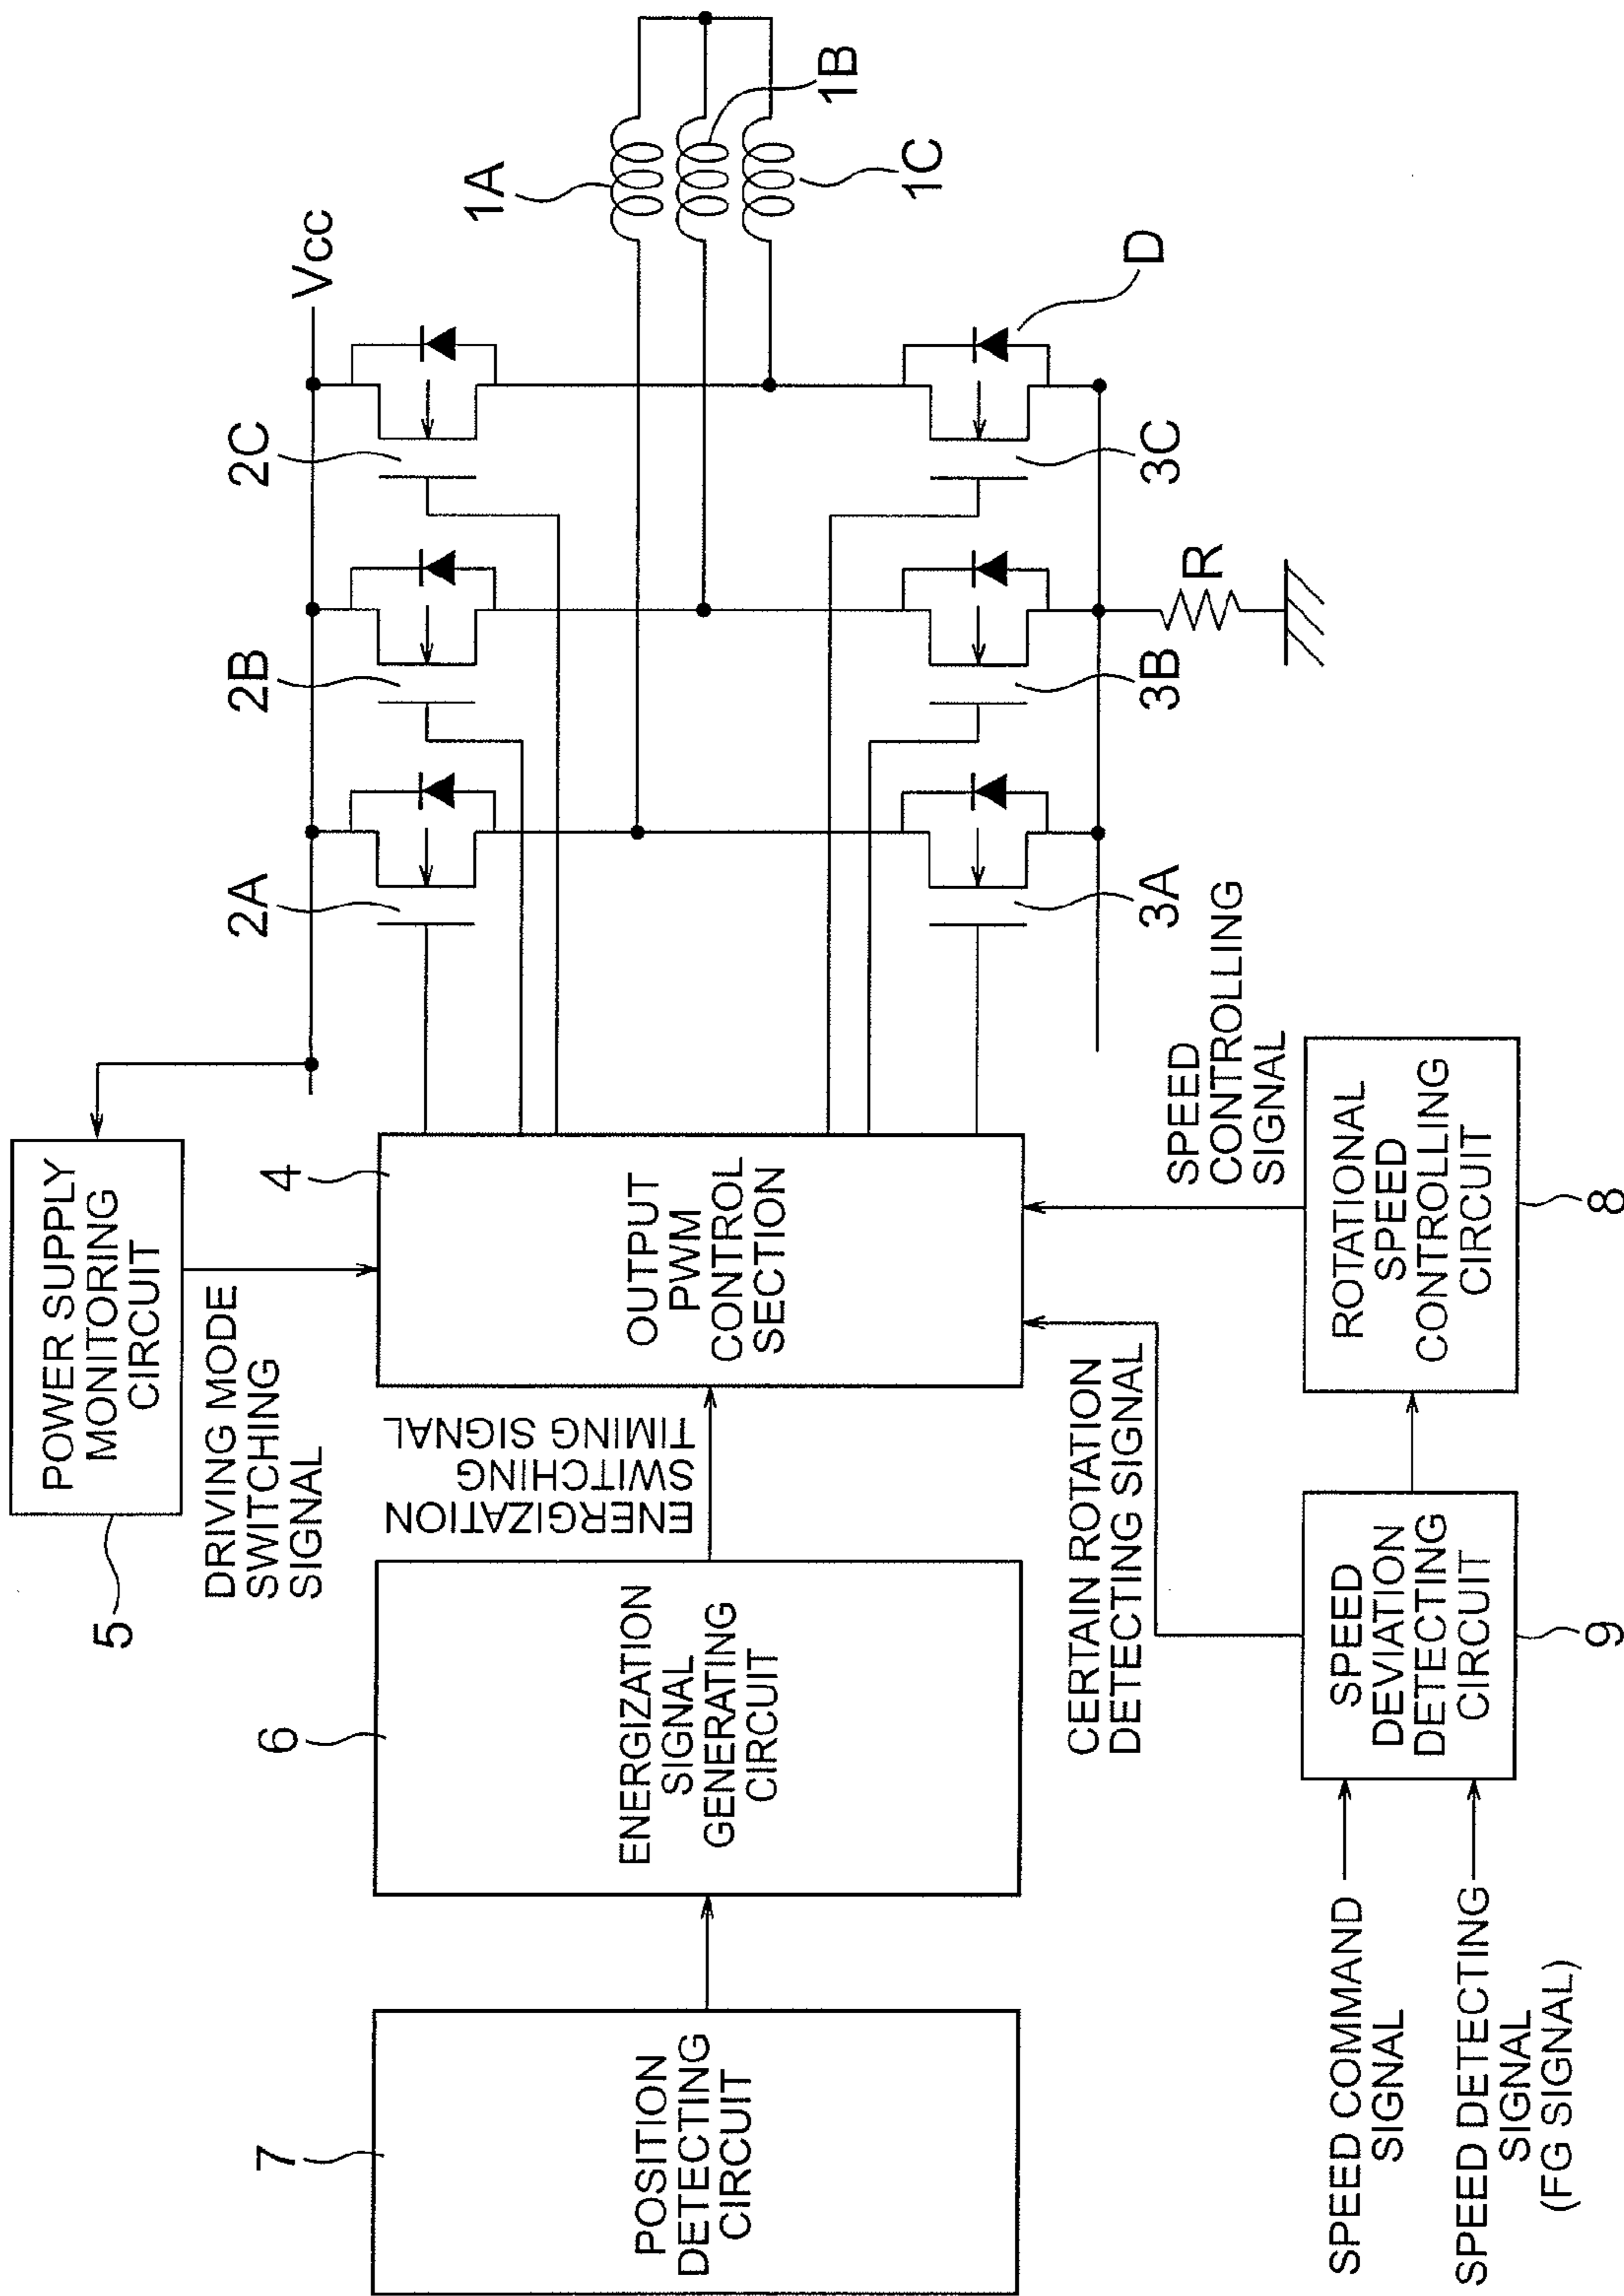 POWER SUPPLY
MONITORING
CIRCUIT
5
DRIVING MODE
SWITCHING
SIGNAL
Vcc
2A
2B
2C
1A
1B
1C
D
7
POSITION
DETECTING
CIRCUIT
6
ENERGIZATION
SIGNAL
GENERATING
CIRCUIT
ENERGIZATION
SWITCHING
TIMING SIGNAL
4
OUTPUT
PWM
CONTROL
SECTION
3A
3B
3C
R
CERTAIN ROTATION
DETECTING SIGNAL
SPEED
CONTROLLING
SIGNAL
SPEED COMMAND
SIGNAL
SPEED DETECTING
SIGNAL
(FG SIGNAL)
SPEED
DEVIATION
DETECTING
CIRCUIT
9
ROTATIONAL
SPEED
CONTROLLING
CIRCUIT
8